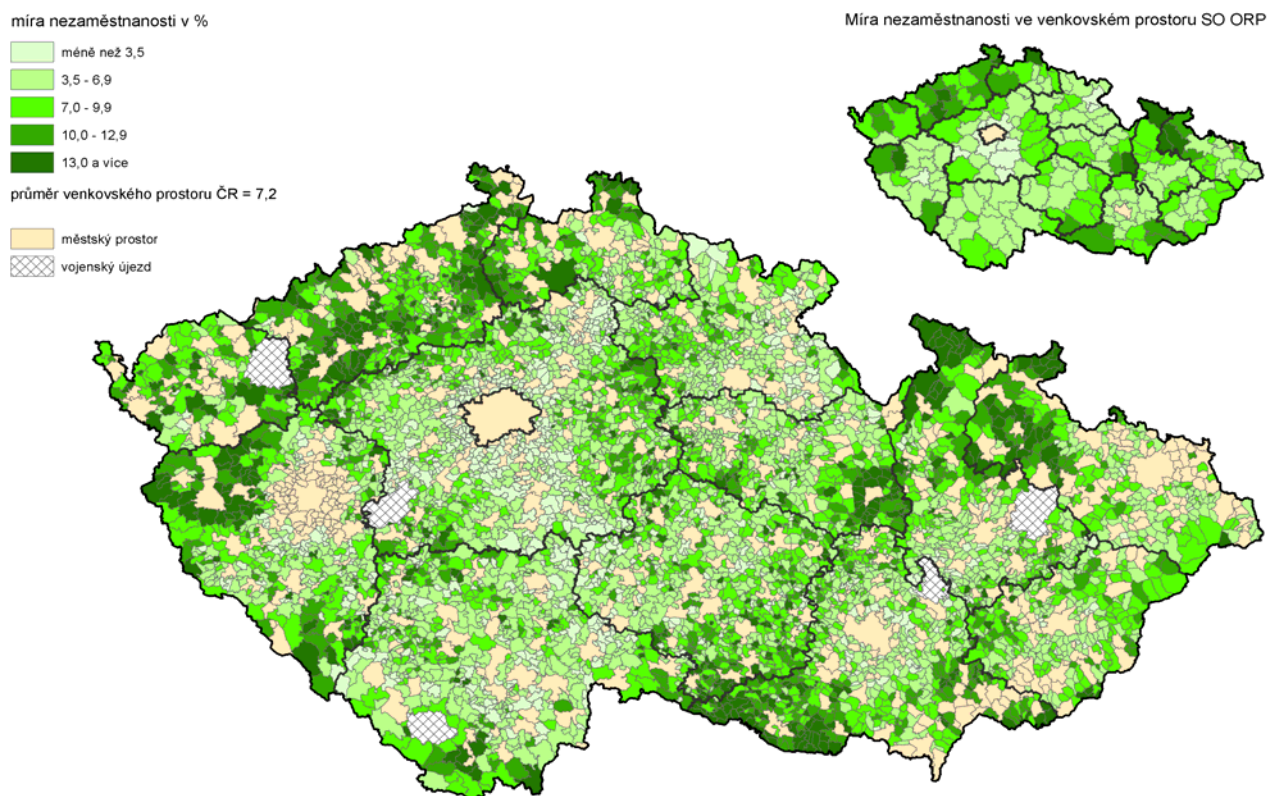 míra nezaměstnanosti v %
méně než 3,5
3,5 - 6,9
7,0 - 9,9
10,0 - 12,9
13,0 a více
průměr venkovského prostoru ČR = 7,2
městský prostor
vojenský újezd
Míra nezaměstnanosti ve venkovském prostoru SO ORP